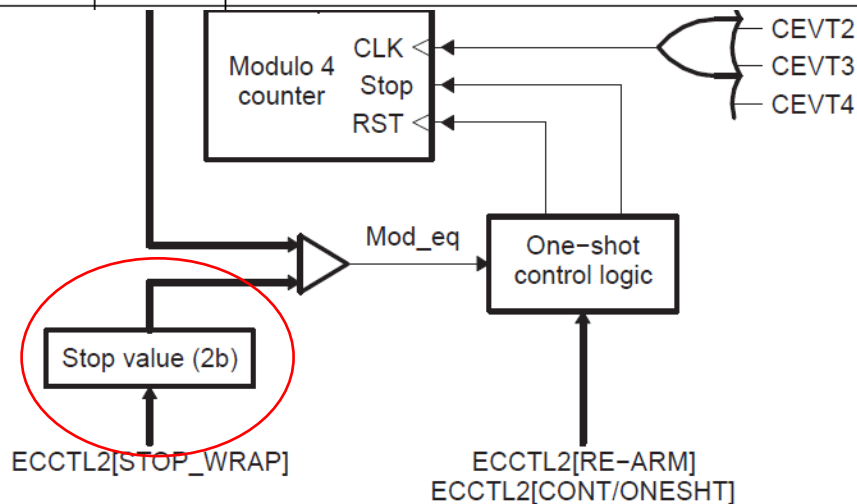 CEVT2
CLK
CEVT3
Modulo 4
counter
Stop
CEVT4
RST
Mod_eq
One−shot
control logic
Stop value (2b)
ECCTL2[STOP_WRAP]
ECCTL2[RE−ARM]
ECCTL2[CONT/ONESHT]